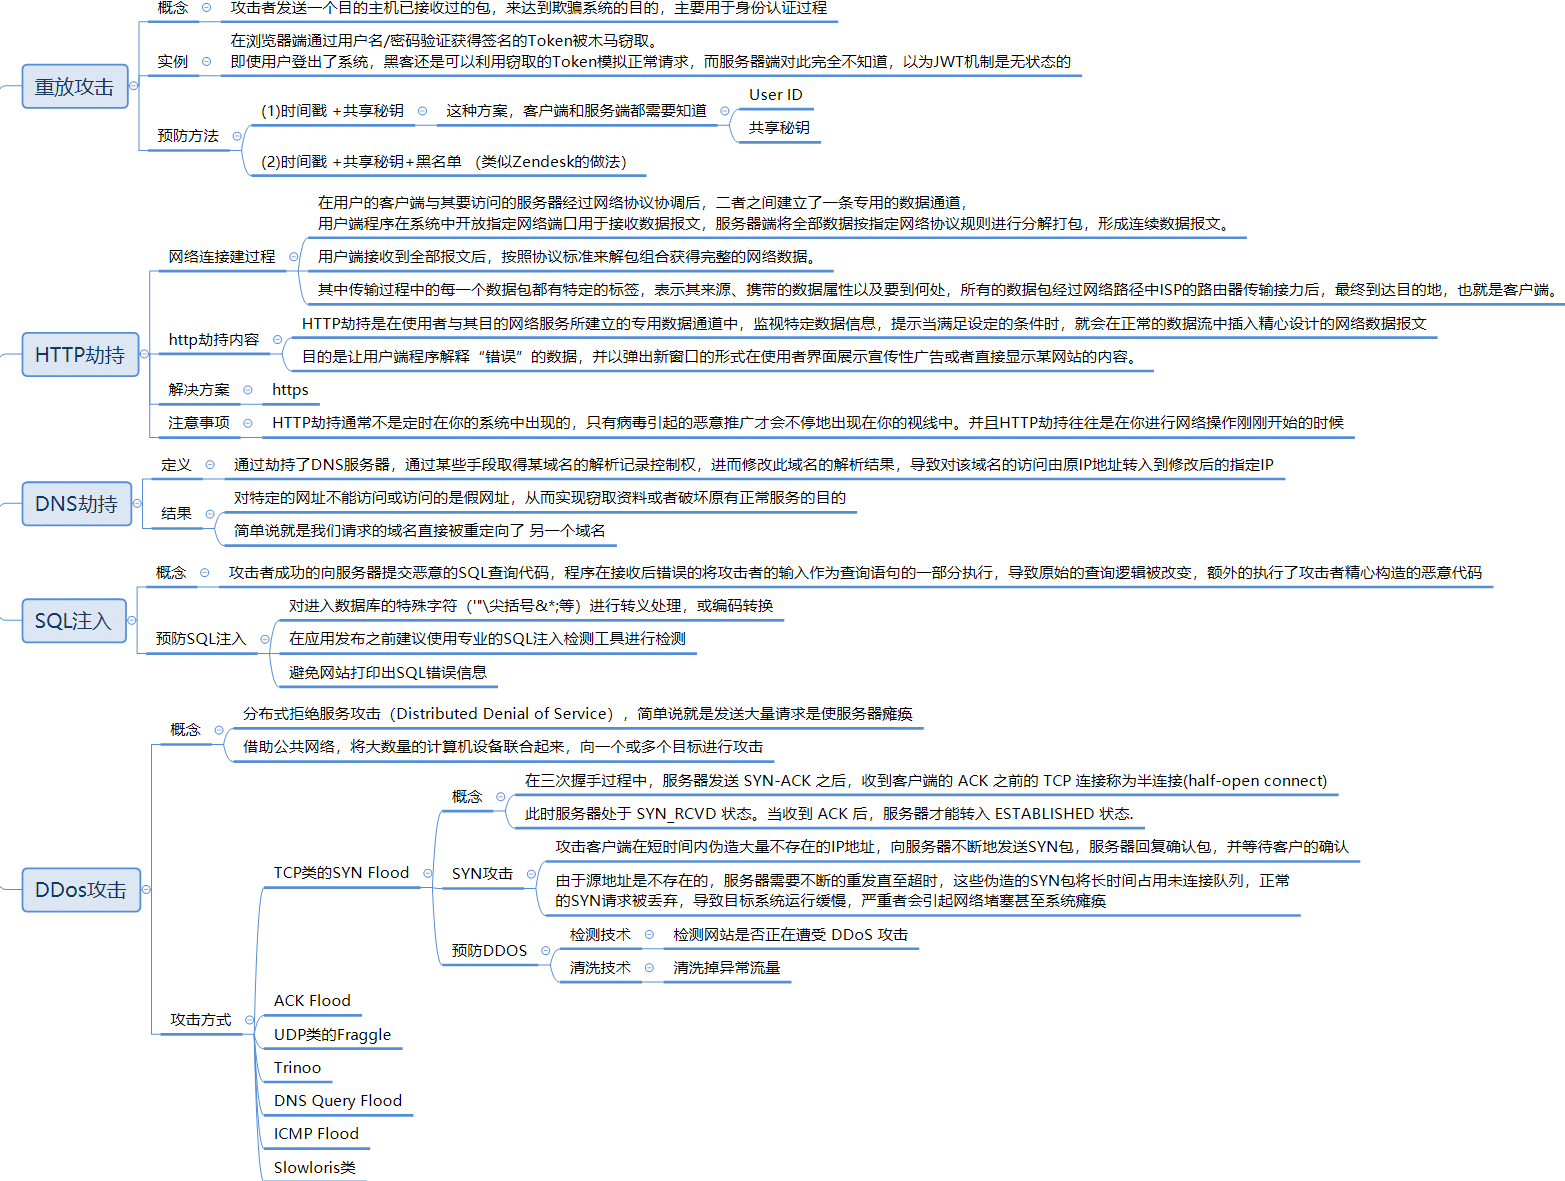 重放攻击
概念
攻击者发送一个目的主机已接收过的包，来达到欺骗系统的目的，主要用于身份认证过程
实例
在浏览器端通过用户名/密码验证获得签名的Token被木马窃取。
即使用户登出了系统，黑客还是可以利用窃取的Token模拟正常请求，而服务器端对此完全不知道，以为JWT机制是无状态的
预防方法
(1)时间戳 +共享秘钥
这种方案，客户端和服务端都需要知道
User ID
共享秘钥
(2)时间戳 +共享秘钥+黑名单 （类似Zendesk的做法）
HTTP劫持
网络连接建过程
在用户的客户端与其要访问的服务器经过网络协议协调后，二者之间建立了一条专用的数据通道，
用户端程序在系统中开放指定网络端口用于接收数据报文，服务器端将全部数据按指定网络协议规则进行分解打包，形成连续数据报文。
用户端接收到全部报文后，按照协议标准来解包组合获得完整的网络数据。
其中传输过程中的每一个数据包都有特定的标签，表示其来源、携带的数据属性以及要到何处，所有的数据包经过网络路径中ISP的路由器传输接力后，最终到达目的地，也就是客户端。
http劫持内容
HTTP劫持是在使用者与其目的网络服务所建立的专用数据通道中，监视特定数据信息，提示当满足设定的条件时，就会在正常的数据流中插入精心设计的网络数据报文
目的是让用户端程序解释“错误”的数据，并以弹出新窗口的形式在使用者界面展示宣传性广告或者直接显示某网站的内容。
解决方案
https
注意事项
HTTP劫持通常不是定时在你的系统中出现的，只有病毒引起的恶意推广才会不停地出现在你的视线中。并且HTTP劫持往往是在你进行网络操作刚刚开始的时候
DNS劫持
定义
通过劫持了DNS服务器，通过某些手段取得某域名的解析记录控制权，进而修改此域名的解析结果，导致对该域名的访问由原IP地址转入到修改后的指定IP
结果
对特定的网址不能访问或访问的是假网址，从而实现窃取资料或者破坏原有正常服务的目的
简单说就是我们请求的域名直接被重定向了 另一个域名
SQL注入
概念
攻击者成功的向服务器提交恶意的SQL查询代码，程序在接收后错误的将攻击者的输入作为查询语句的一部分执行，导致原始的查询逻辑被改变，额外的执行了攻击者精心构造的恶意代码
预防SQL注入
对进入数据库的特殊字符（'"\尖括号&*;等）进行转义处理，或编码转换
在应用发布之前建议使用专业的SQL注入检测工具进行检测
避免网站打印出SQL错误信息
DDos攻击
概念
分布式拒绝服务攻击（Distributed Denial of Service），简单说就是发送大量请求是使服务器瘫痪
借助公共网络，将大数量的计算机设备联合起来，向一个或多个目标进行攻击
攻击方式
TCP类的SYN Flood
概念
在三次握手过程中，服务器发送 SYN-ACK 之后，收到客户端的 ACK 之前的 TCP 连接称为半连接(half-open connect)
此时服务器处于 SYN_RCVD 状态。当收到 ACK 后，服务器才能转入 ESTABLISHED 状态.
SYN攻击
攻击客户端在短时间内伪造大量不存在的IP地址，向服务器不断地发送SYN包，服务器回复确认包，并等待客户的确认
由于源地址是不存在的，服务器需要不断的重发直至超时，这些伪造的SYN包将长时间占用未连接队列，正常
的SYN请求被丢弃，导致目标系统运行缓慢，严重者会引起网络堵塞甚至系统瘫痪
预防DDOS
检测技术
检测网站是否正在遭受 DDoS 攻击
清洗技术
清洗掉异常流量
ACK Flood
UDP类的Fraggle
Trinoo
DNS Query Flood
ICMP Flood
Slowloris类